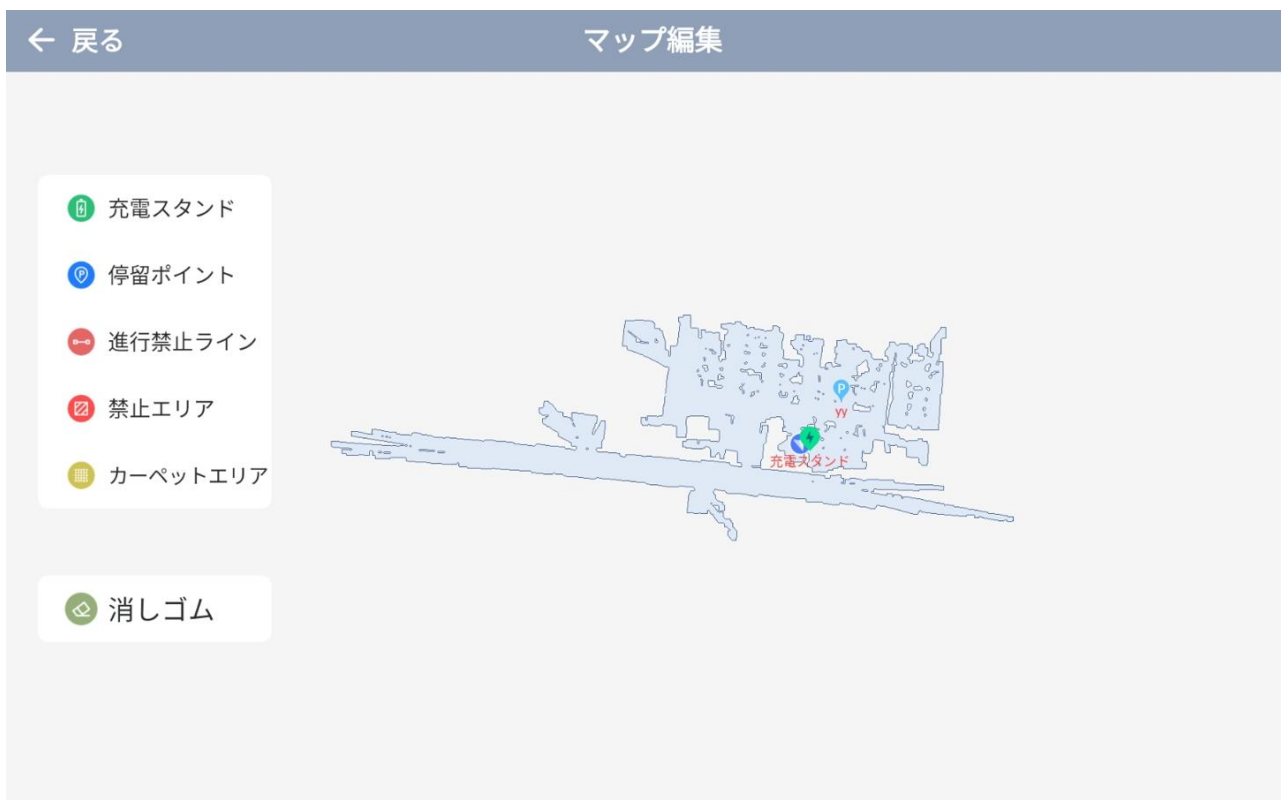 戻る
マップ編集
充電スタンド
停留ポイント
進行禁止ライン
禁止エリア
カーペットエリア
消しゴム
P
yy
充電スタンド